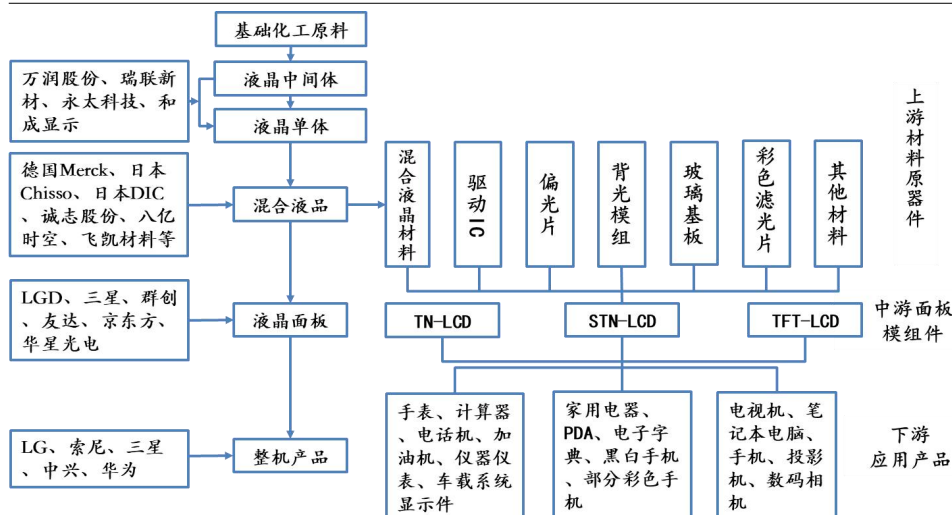 基础化工原料
万润股份、瑞联新
材、永太科技、和
成显示
液晶中间体
液晶单体
德国Merck、日本
Chisso、日本DIC
、诚志股份、八亿
时空、飞凯材料等
混合液品
混合液晶材料
驱动IC
偏光片
背光模组
玻璃基板
彩色滤光片
其他材料
上游材料原器件
LGD、三星、群创
、友达、京东方、
华星光电
液晶面板
TN-LCD
STN-LCD
TFT-LCD
中游面板
模组件
LG、索尼、三星
、中兴、华为
整机产品
手表、计算器
、电话机、加
油机、仪器仪
表、车载系统
显示件
家用电器、
PDA、电子字
典、黑白手机
、部分彩色手
机
电视机、笔
记本电脑、
手机、投影
机、数码相
机
下游
应用产品